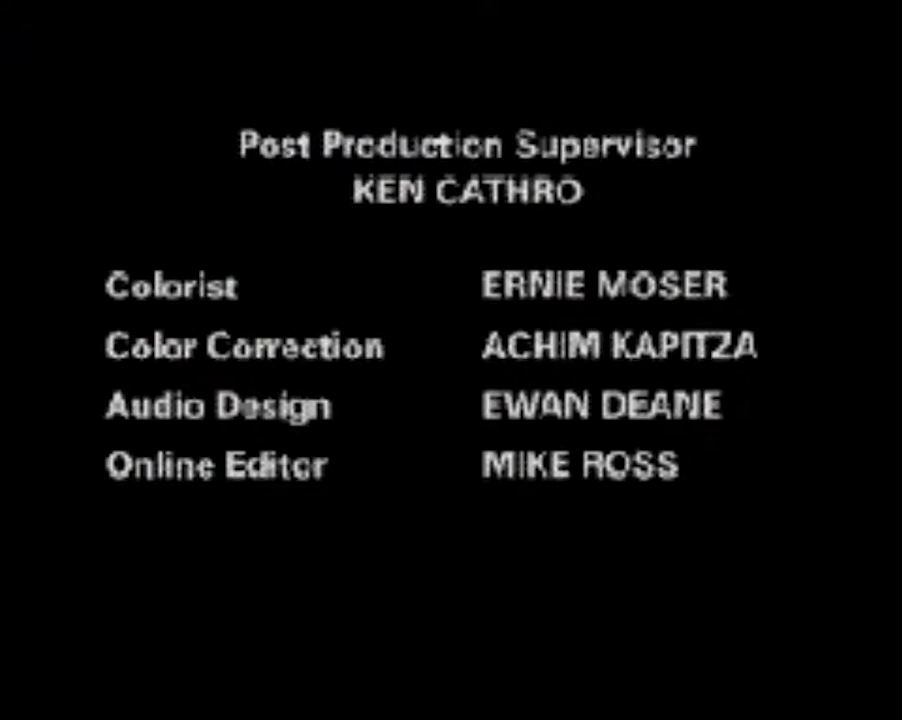 Post Production Supervisor
KEN CATHRO
Colorist ERNIE MOSER
Color Correction ACHIM KAPITZA
Audio Design EWAN DEANE
Online Editor MIKE ROSS